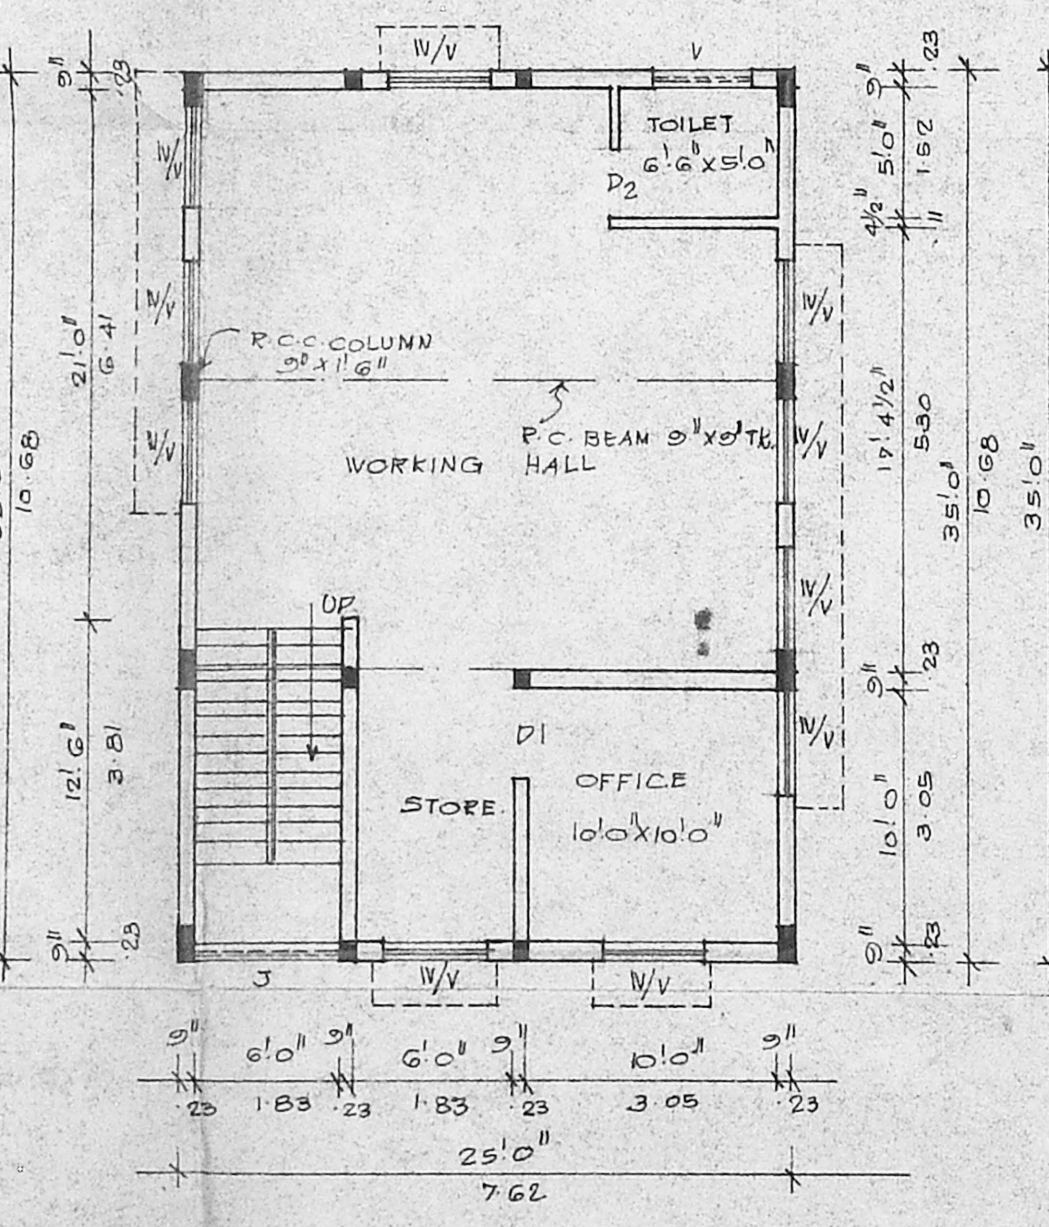 W/V
V
9"
.23
.23
9"
TOILET
6'.6"X5'.0"
W/V
5'.0"
1.52
D2
4 1/2"
.11
W/V
W/V
R.C.C. COLUMN
9"X1'.6"
21'.0"
6.41
17'.4 1/2"
5.30
W/V
R.C. BEAM 9"X9"TK.
W/V
WORKING HALL
10.68
35'.0"
10.68
35'.0"
W/V
UP
9"
.23
W/V
D1
12'.6"
3.81
OFFICE
10'.0"X10'.0"
STORE.
10'.0"
3.05
9"
.23
9"
.23
J
W/V
W/V
9"
6'.0"
9"
6'.0"
9"
10'.0"
9"
.23
1.83
.23
1.83
.23
3.05
.23
25'.0"
7.62